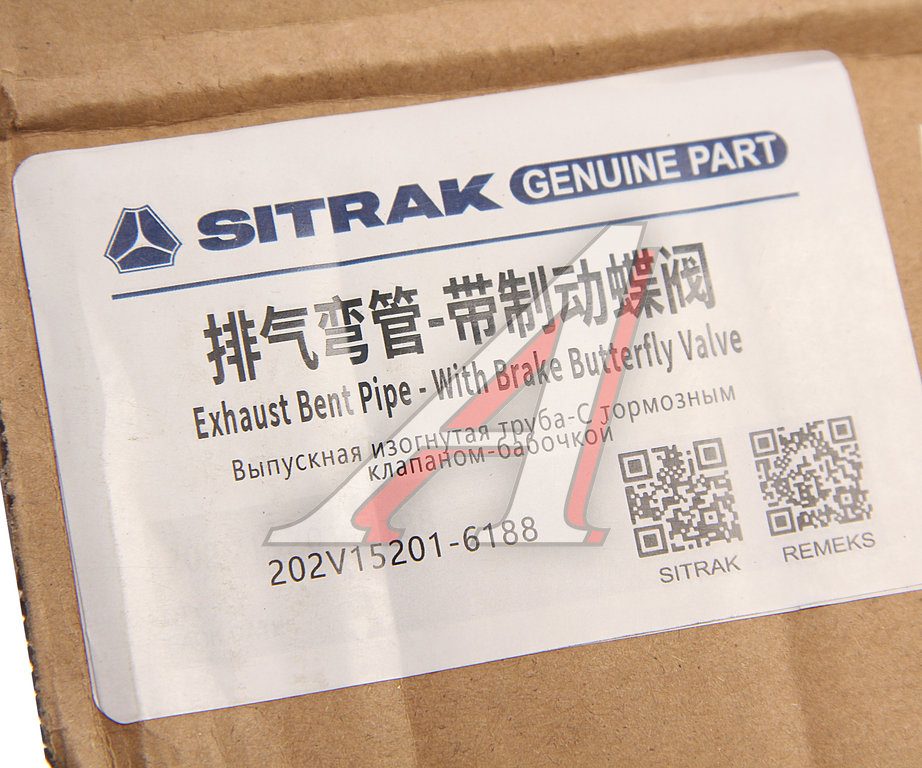 SITRAK GENUINE PART
排气弯管-带制动蝶阀
Exhaust Bent Pipe - With Brake Butterfly Valve
Выпускная изогнутая труба-С тормозным
клапаном-бабочкой
202V15201-6188
SITRAK
REMEKS